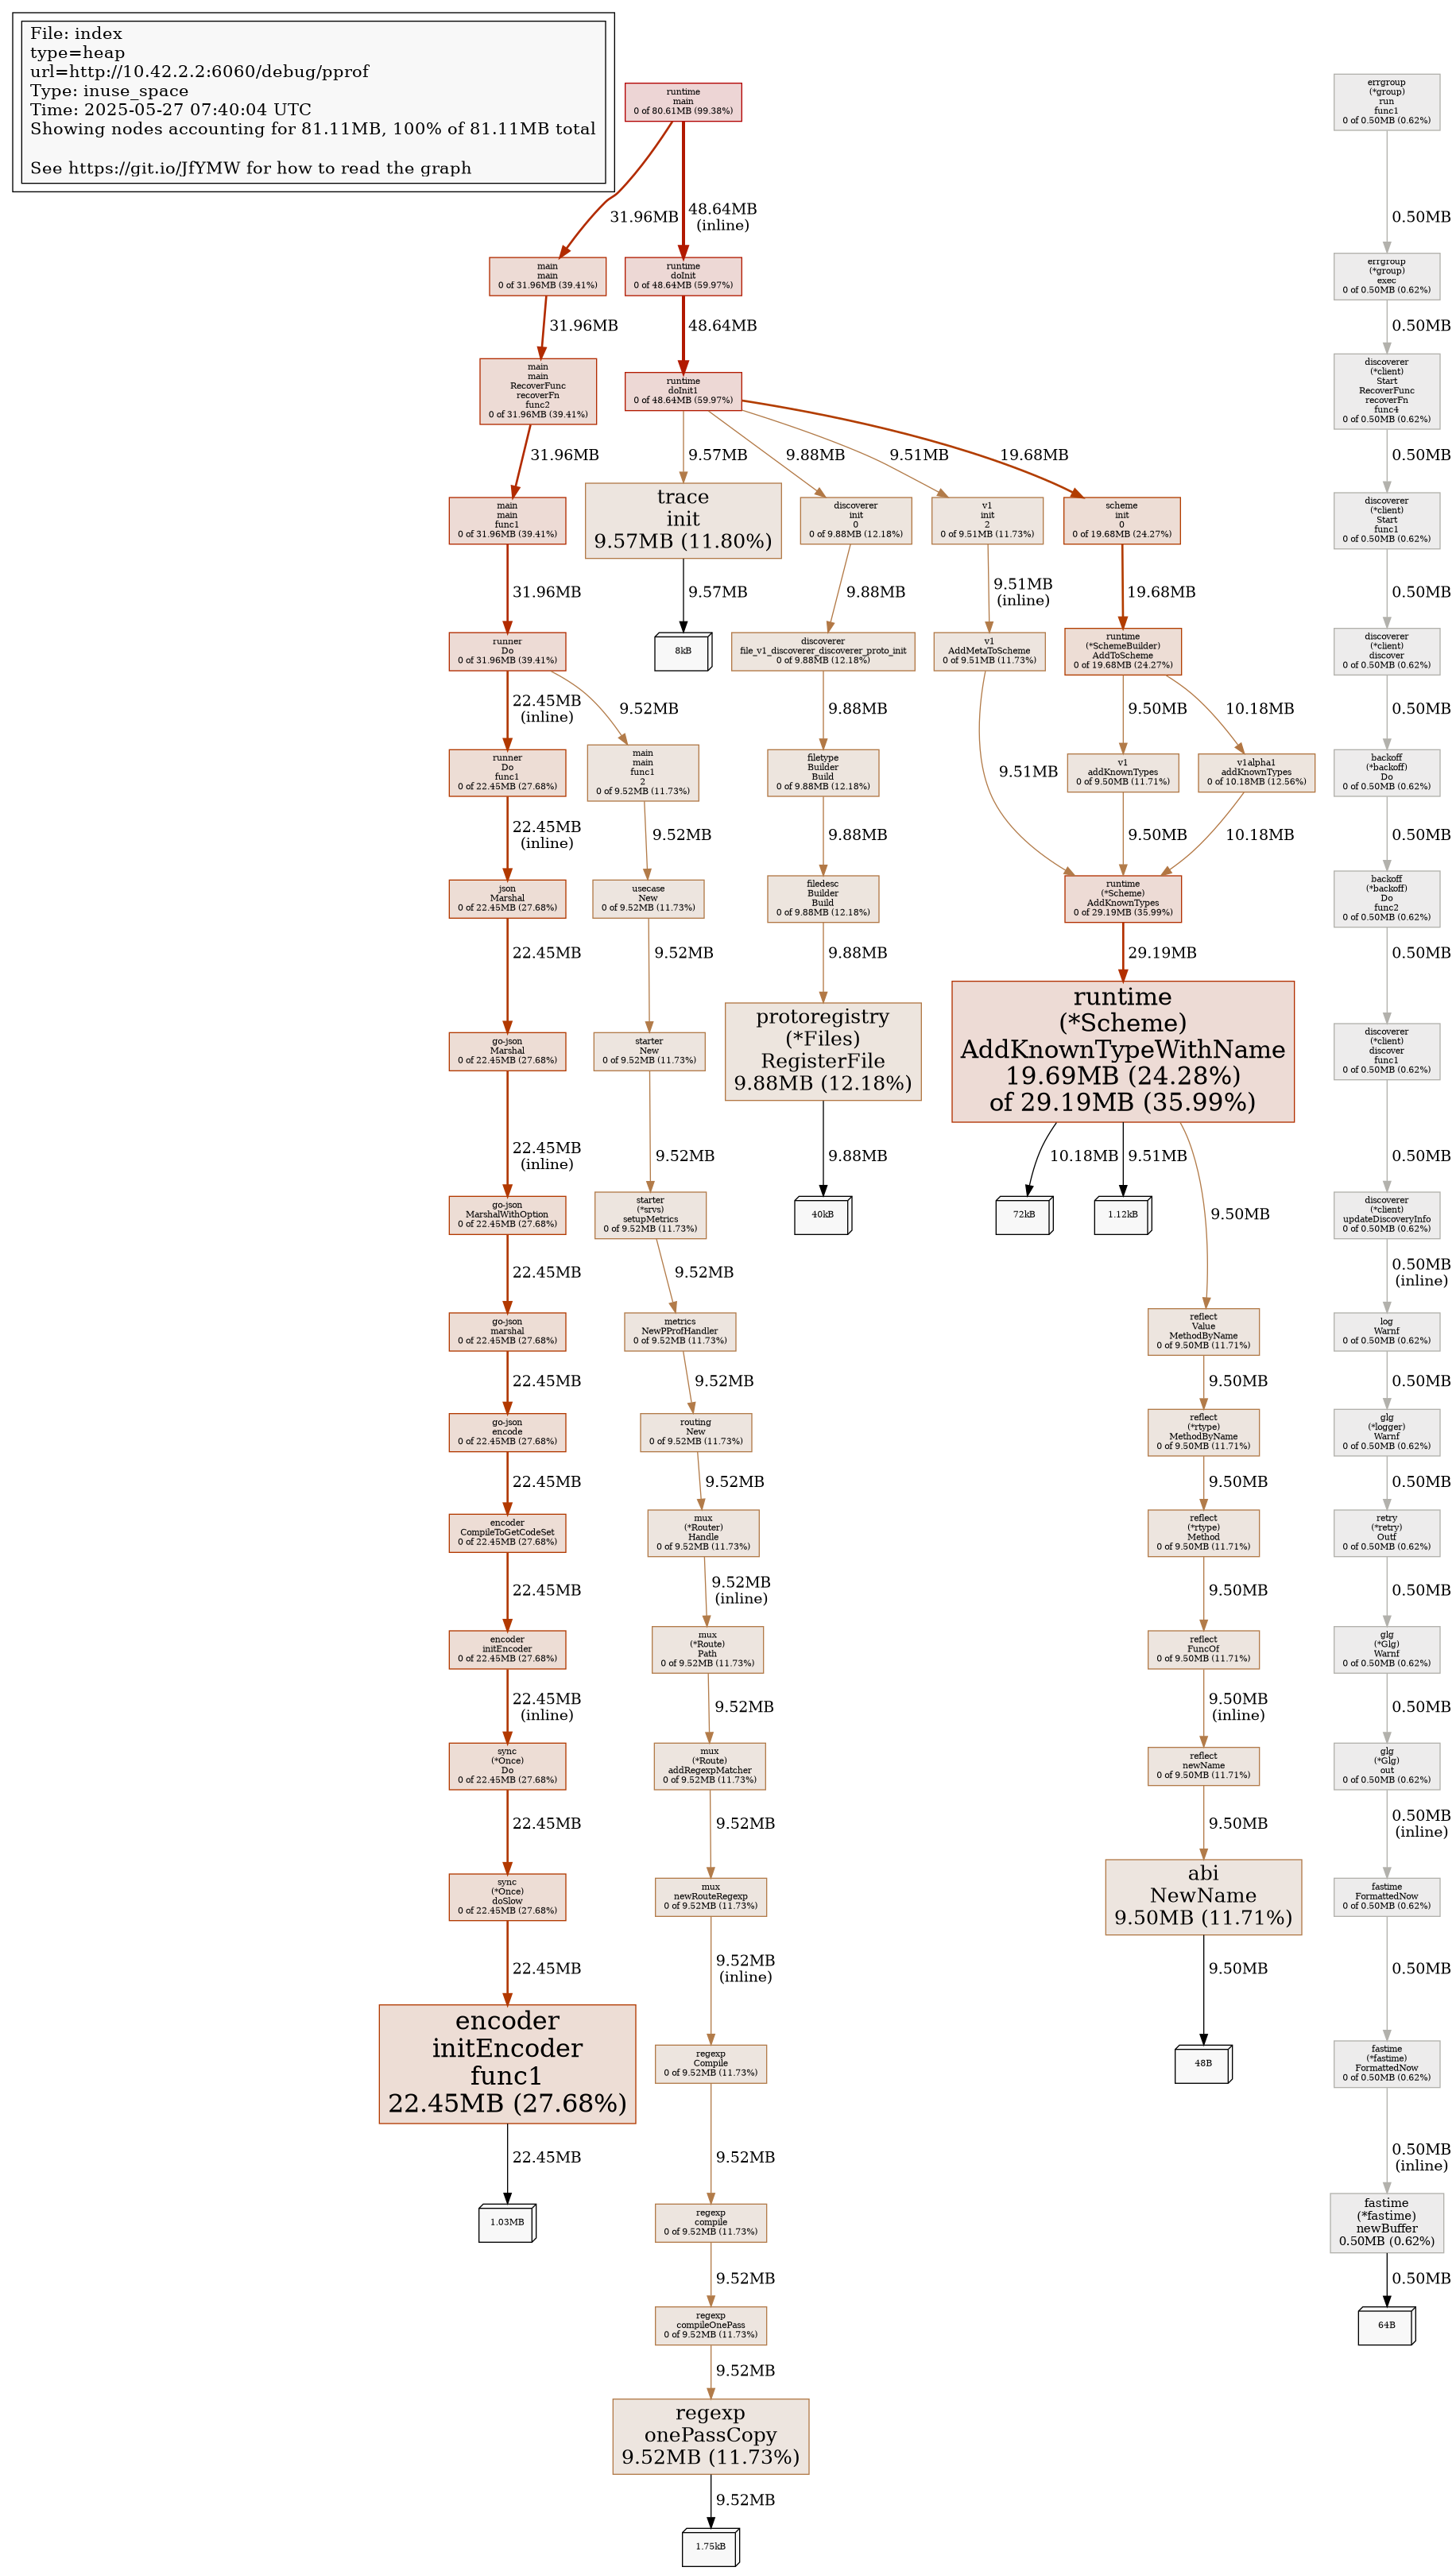 File: index
type=heap
url=http://10.42.2.2:6060/debug/pprof
Type: inuse_space
Time: 2025-05-27 07:40:04 UTC
Showing nodes accounting for 81.11MB, 100% of 81.11MB total
See https://git.io/JfYMW for how to read the graph
runtime
main
0 of 80.61MB (99.38%)
errgroup
(*group)
run
func1
0 of 0.50MB (0.62%)
31.96MB
48.64MB
(inline)
0.50MB
main
main
0 of 31.96MB (39.41%)
runtime
doInit
0 of 48.64MB (59.97%)
errgroup
(*group)
exec
0 of 0.50MB (0.62%)
31.96MB
48.64MB
0.50MB
main
main
RecoverFunc
recoverFn
func2
0 of 31.96MB (39.41%)
runtime
doInit1
0 of 48.64MB (59.97%)
discoverer
(*client)
Start
RecoverFunc
recoverFn
func4
0 of 0.50MB (0.62%)
31.96MB
9.57MB
9.88MB
9.51MB
19.68MB
0.50MB
main
main
func1
0 of 31.96MB (39.41%)
trace
init
9.57MB (11.80%)
discoverer
init
0
0 of 9.88MB (12.18%)
v1
init
2
0 of 9.51MB (11.73%)
scheme
init
0
0 of 19.68MB (24.27%)
discoverer
(*client)
Start
func1
0 of 0.50MB (0.62%)
31.96MB
9.57MB
9.88MB
9.51MB
(inline)
19.68MB
0.50MB
runner
Do
0 of 31.96MB (39.41%)
8kB
discoverer
file_v1_discoverer_discoverer_proto_init
0 of 9.88MB (12.18%)
v1
AddMetaToScheme
0 of 9.51MB (11.73%)
runtime
(*SchemeBuilder)
AddToScheme
0 of 19.68MB (24.27%)
discoverer
(*client)
discover
0 of 0.50MB (0.62%)
22.45MB
(inline)
9.52MB
9.88MB
9.50MB
10.18MB
0.50MB
runner
Do
func1
0 of 22.45MB (27.68%)
main
main
func1
2
0 of 9.52MB (11.73%)
filetype
Builder
Build
0 of 9.88MB (12.18%)
9.51MB
v1
addKnownTypes
0 of 9.50MB (11.71%)
v1alpha1
addKnownTypes
0 of 10.18MB (12.56%)
backoff
(*backoff)
Do
0 of 0.50MB (0.62%)
22.45MB
(inline)
9.52MB
9.88MB
9.50MB
10.18MB
0.50MB
json
Marshal
0 of 22.45MB (27.68%)
usecase
New
0 of 9.52MB (11.73%)
filedesc
Builder
Build
0 of 9.88MB (12.18%)
runtime
(*Scheme)
AddKnownTypes
0 of 29.19MB (35.99%)
backoff
(*backoff)
Do
func2
0 of 0.50MB (0.62%)
22.45MB
9.52MB
9.88MB
29.19MB
0.50MB
go-json
Marshal
0 of 22.45MB (27.68%)
starter
New
0 of 9.52MB (11.73%)
protoregistry
(*Files)
RegisterFile
9.88MB (12.18%)
runtime
(*Scheme)
AddKnownTypeWithName
19.69MB (24.28%)
of 29.19MB (35.99%)
discoverer
(*client)
discover
func1
0 of 0.50MB (0.62%)
22.45MB
(inline)
9.52MB
9.88MB
10.18MB
9.51MB
0.50MB
go-json
MarshalWithOption
0 of 22.45MB (27.68%)
starter
(*srvs)
setupMetrics
0 of 9.52MB (11.73%)
40kB
72kB
1.12kB
9.50MB
discoverer
(*client)
updateDiscoveryInfo
0 of 0.50MB (0.62%)
22.45MB
9.52MB
0.50MB
(inline)
go-json
marshal
0 of 22.45MB (27.68%)
metrics
NewPProfHandler
0 of 9.52MB (11.73%)
reflect
Value
MethodByName
0 of 9.50MB (11.71%)
log
Warnf
0 of 0.50MB (0.62%)
22.45MB
9.52MB
9.50MB
0.50MB
go-json
encode
0 of 22.45MB (27.68%)
routing
New
0 of 9.52MB (11.73%)
reflect
(*rtype)
MethodByName
0 of 9.50MB (11.71%)
glg
(*logger)
Warnf
0 of 0.50MB (0.62%)
22.45MB
9.52MB
9.50MB
0.50MB
encoder
CompileToGetCodeSet
0 of 22.45MB (27.68%)
mux
(*Router)
Handle
0 of 9.52MB (11.73%)
reflect
(*rtype)
Method
0 of 9.50MB (11.71%)
retry
(*retry)
Outf
0 of 0.50MB (0.62%)
22.45MB
9.52MB
(inline)
9.50MB
0.50MB
encoder
initEncoder
0 of 22.45MB (27.68%)
mux
(*Route)
Path
0 of 9.52MB (11.73%)
reflect
FuncOf
0 of 9.50MB (11.71%)
glg
(*Glg)
Warnf
0 of 0.50MB (0.62%)
22.45MB
(inline)
9.52MB
9.50MB
(inline)
0.50MB
sync
(*Once)
Do
0 of 22.45MB (27.68%)
mux
(*Route)
addRegexpMatcher
0 of 9.52MB (11.73%)
reflect
newName
0 of 9.50MB (11.71%)
glg
(*Glg)
out
0 of 0.50MB (0.62%)
22.45MB
9.52MB
9.50MB
0.50MB
(inline)
sync
(*Once)
doSlow
0 of 22.45MB (27.68%)
mux
newRouteRegexp
0 of 9.52MB (11.73%)
abi
NewName
9.50MB (11.71%)
fastime
FormattedNow
0 of 0.50MB (0.62%)
22.45MB
9.52MB
(inline)
9.50MB
0.50MB
encoder
initEncoder
func1
22.45MB (27.68%)
regexp
Compile
0 of 9.52MB (11.73%)
48B
fastime
(*fastime)
FormattedNow
0 of 0.50MB (0.62%)
22.45MB
9.52MB
0.50MB
(inline)
1.03MB
regexp
compile
0 of 9.52MB (11.73%)
fastime
(*fastime)
newBuffer
0.50MB (0.62%)
9.52MB
0.50MB
regexp
compileOnePass
0 of 9.52MB (11.73%)
64B
9.52MB
regexp
onePassCopy
9.52MB (11.73%)
9.52MB
1.75kB